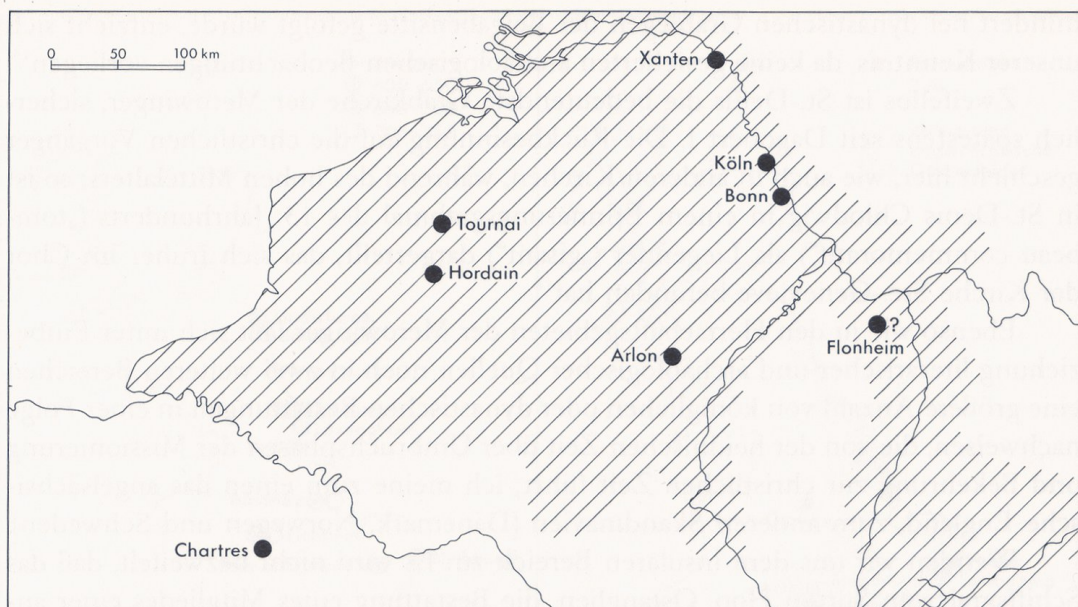 0 50 100 km
Xanten
Köln
Bonn
Tournai
Hordain
?
Arlon
Flonheim
Chartres